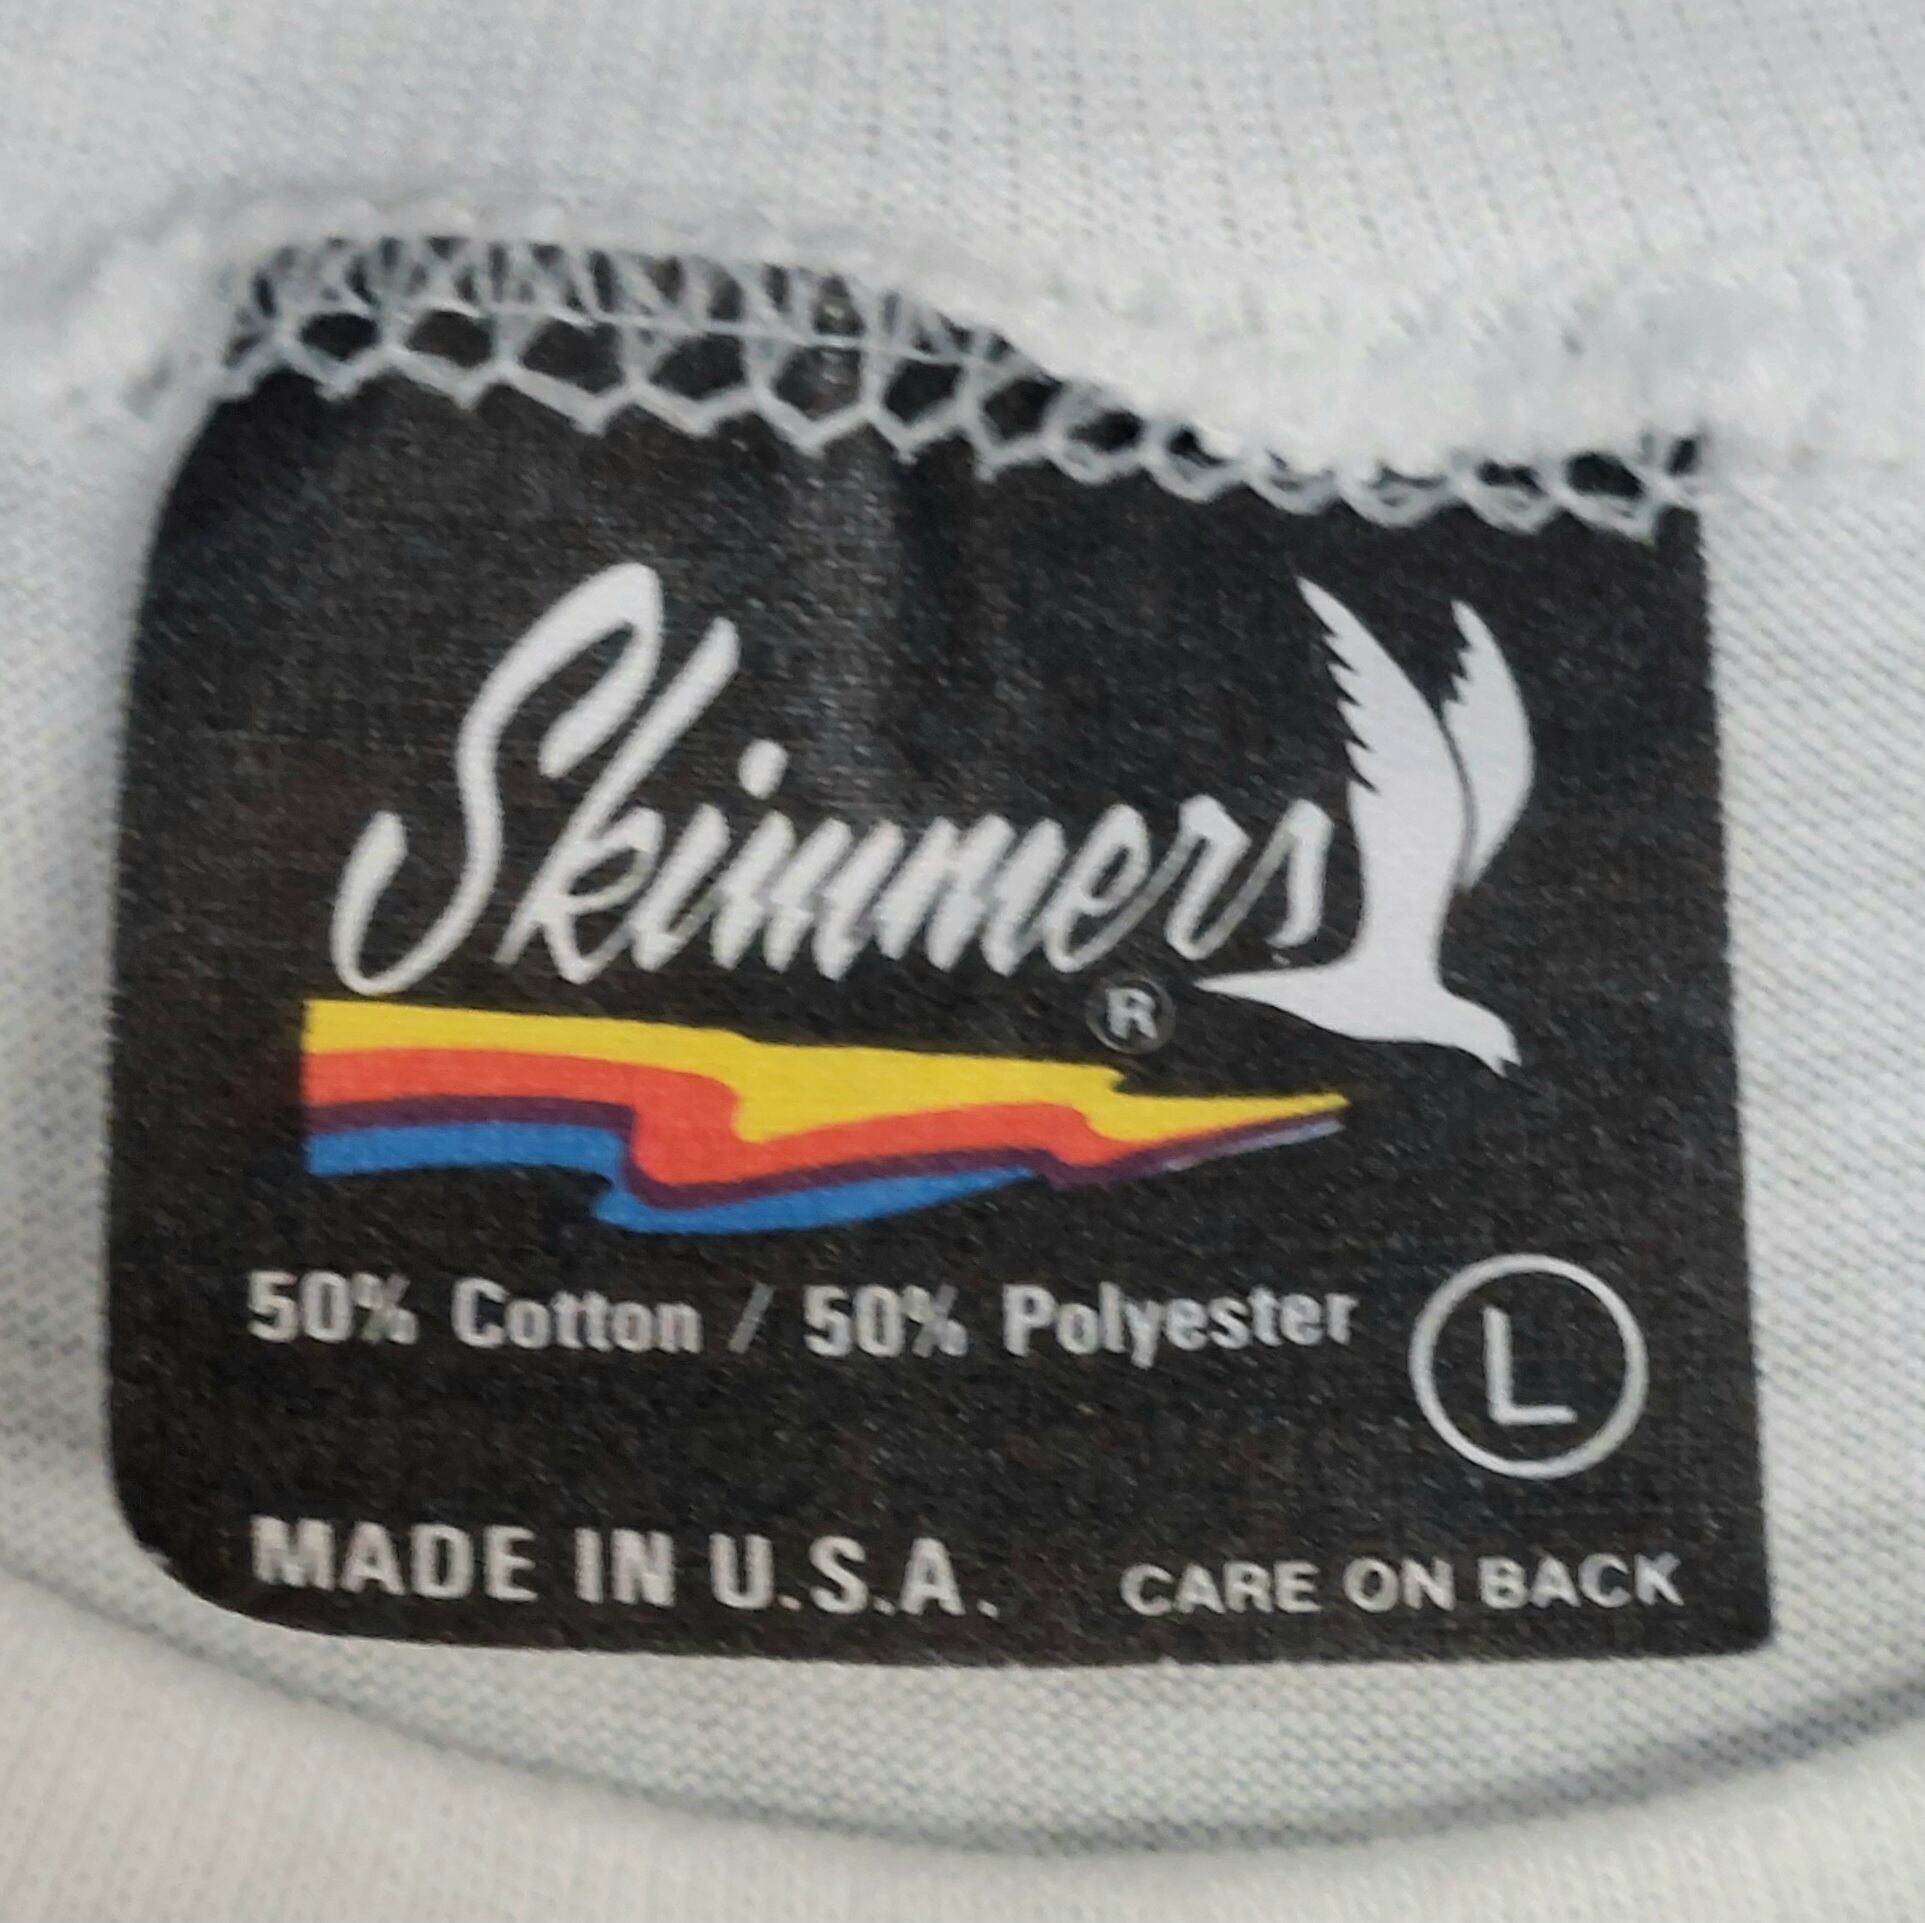 Skimmers
®
50% Cotton / 50% Polyester L
MADE IN U.S.A. CARE ON BACK